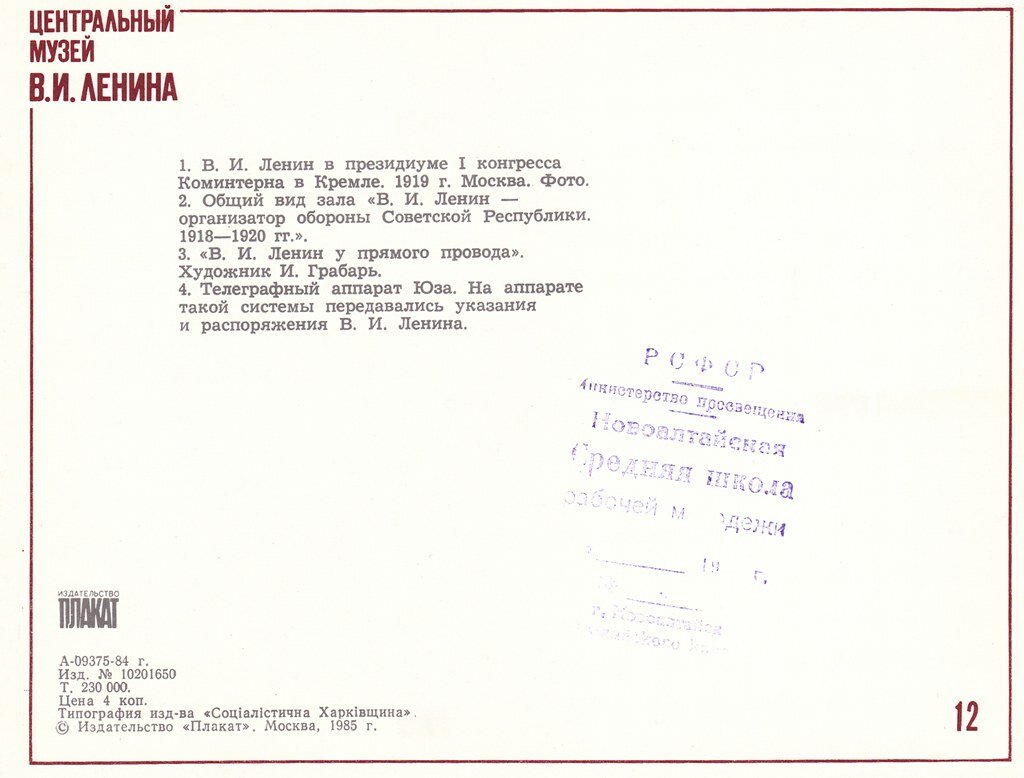 ЦЕНТРАЛЬНЫЙ
МУЗЕЙ
В.И. ЛЕНИНА
1. В. И. Ленин в президиуме I конгресса
Коминтерна в Кремле. 1919 г. Москва. Фото.
2. Общий вид зала «В. И. Ленин —
организатор обороны Советской Республики.
1918—1920 гг.».
3. «В. И. Ленин у прямого провода».
Художник И. Грабарь.
4. Телеграфный аппарат Юза. На аппарате
такой системы передавались указания
и распоряжения В. И. Ленина.
РСФСР
Министерство просвещения
Новоалтайская
Средняя школа
рабочей
19 г.
г. Новоалтайск
ИЗДАТЕЛЬСТВО
ПЛАКАТ
А-09375-84 г.
Изд. № 10201650
Т. 230 000.
Цена 4 коп.
Типография изд-ва «Соціалістична Харківщина».
© Издательство «Плакат». Москва, 1985 г.
12